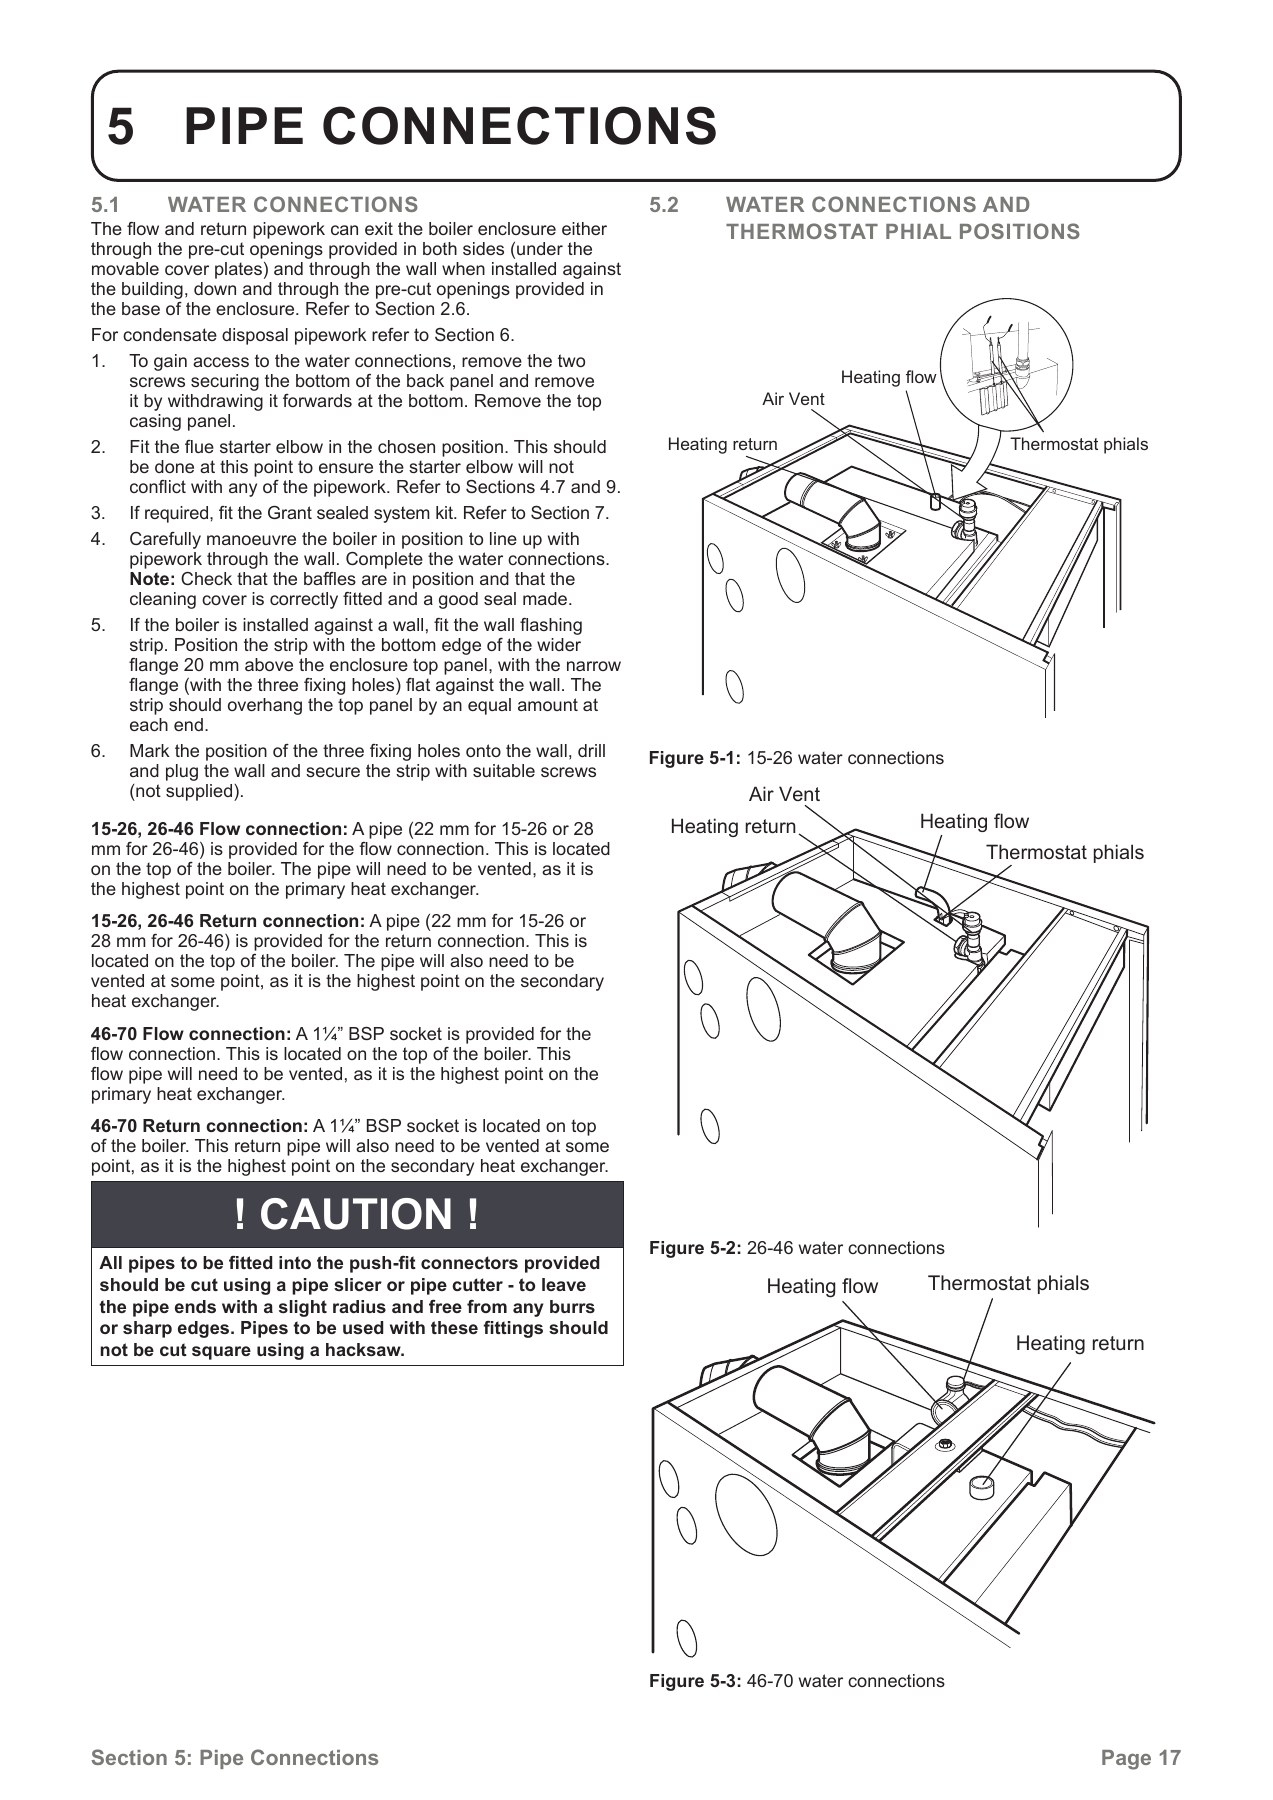 5 PIPE CONNECTIONS
5.1 WATER CONNECTIONS
The flow and return pipework can exit the boiler enclosure either
through the pre-cut openings provided in both sides (under the
movable cover plates) and through the wall when installed against
the building, down and through the pre-cut openings provided in
the base of the enclosure. Refer to Section 2.6.
For condensate disposal pipework refer to Section 6.
1. To gain access to the water connections, remove the two
screws securing the bottom of the back panel and remove
it by withdrawing it forwards at the bottom. Remove the top
casing panel.
2. Fit the flue starter elbow in the chosen position. This should
be done at this point to ensure the starter elbow will not
conflict with any of the pipework. Refer to Sections 4.7 and 9.
3. If required, fit the Grant sealed system kit. Refer to Section 7.
4. Carefully manoeuvre the boiler in position to line up with
pipework through the wall. Complete the water connections.
Note: Check that the baffles are in position and that the
cleaning cover is correctly fitted and a good seal made.
5. If the boiler is installed against a wall, fit the wall flashing
strip. Position the strip with the bottom edge of the wider
flange 20 mm above the enclosure top panel, with the narrow
flange (with the three fixing holes) flat against the wall. The
strip should overhang the top panel by an equal amount at
each end.
6. Mark the position of the three fixing holes onto the wall, drill
and plug the wall and secure the strip with suitable screws
(not supplied).
15-26, 26-46 Flow connection: A pipe (22 mm for 15-26 or 28
mm for 26-46) is provided for the flow connection. This is located
on the top of the boiler. The pipe will need to be vented, as it is
the highest point on the primary heat exchanger.
15-26, 26-46 Return connection: A pipe (22 mm for 15-26 or
28 mm for 26-46) is provided for the return connection. This is
located on the top of the boiler. The pipe will also need to be
vented at some point, as it is the highest point on the secondary
heat exchanger.
46-70 Flow connection: A 1¼” BSP socket is provided for the
flow connection. This is located on the top of the boiler. This
flow pipe will need to be vented, as it is the highest point on the
primary heat exchanger.
46-70 Return connection: A 1¼” BSP socket is located on top
of the boiler. This return pipe will also need to be vented at some
point, as it is the highest point on the secondary heat exchanger.
! CAUTION !
All pipes to be fitted into the push-fit connectors provided
should be cut using a pipe slicer or pipe cutter - to leave
the pipe ends with a slight radius and free from any burrs
or sharp edges. Pipes to be used with these fittings should
not be cut square using a hacksaw.
5.2 WATER CONNECTIONS AND
THERMOSTAT PHIAL POSITIONS
Heating flow
Air Vent
Heating return
Thermostat phials
Figure 5-1: 15-26 water connections
Air Vent
Heating return
Heating flow
Thermostat phials
Figure 5-2: 26-46 water connections
Heating flow
Thermostat phials
Heating return
Figure 5-3: 46-70 water connections
Section 5: Pipe Connections
Page 17